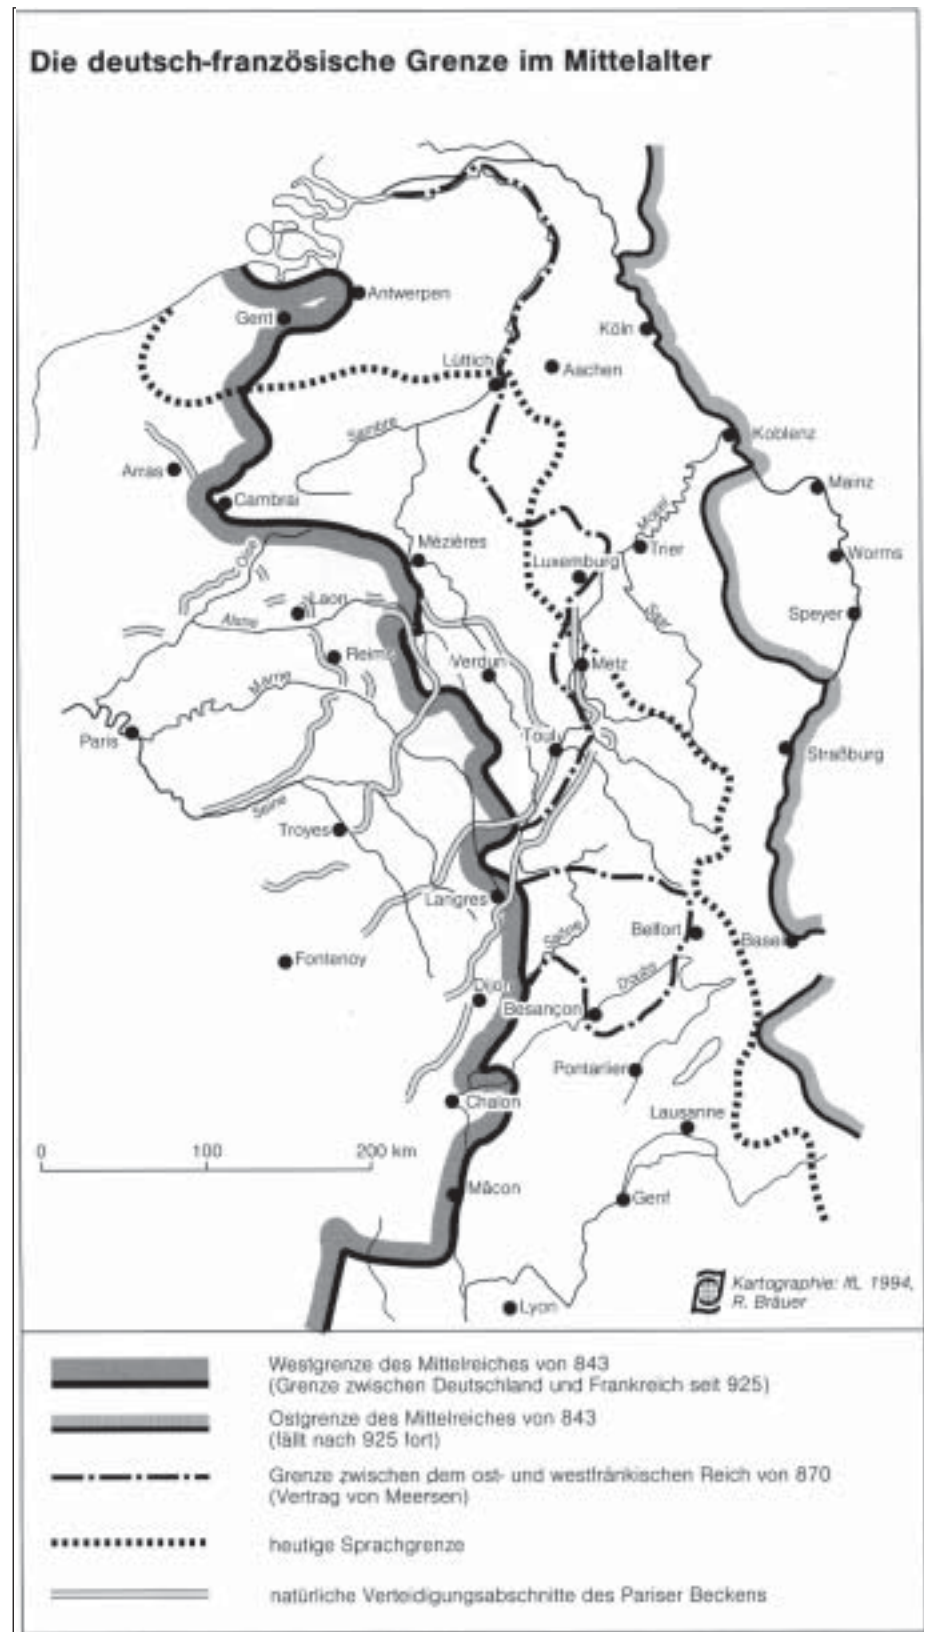 Die deutsch-französische Grenze im Mittelalter
Antwerpen
Gent
Köln
Lüttich
Aachen
Sambre
Koblenz
Arras
Mainz
Cambrai
Mosel
Mézières
Trier
Worms
Oise
Luxemburg
Laon
Speyer
Aisne
Saar
Reims
Verdun
Metz
Marne
Paris
Toul
Straßburg
Seine
Troyes
Langres
Belfort
Basel
Saône
Fontenoy
Doubs
Dijon
Besançon
Pontarlier
Chalon
Lausanne
0 100 200 km
Mâcon
Genf
Kartographie: IfL 1994,
R. Bräuer
Lyon
Westgrenze des Mittelreiches von 843
(Grenze zwischen Deutschland und Frankreich seit 925)
Ostgrenze des Mittelreiches von 843
(fällt nach 925 fort)
Grenze zwischen dem ost- und westfränkischen Reich von 870
(Vertrag von Meersen)
heutige Sprachgrenze
natürliche Verteidigungsabschnitte des Pariser Beckens